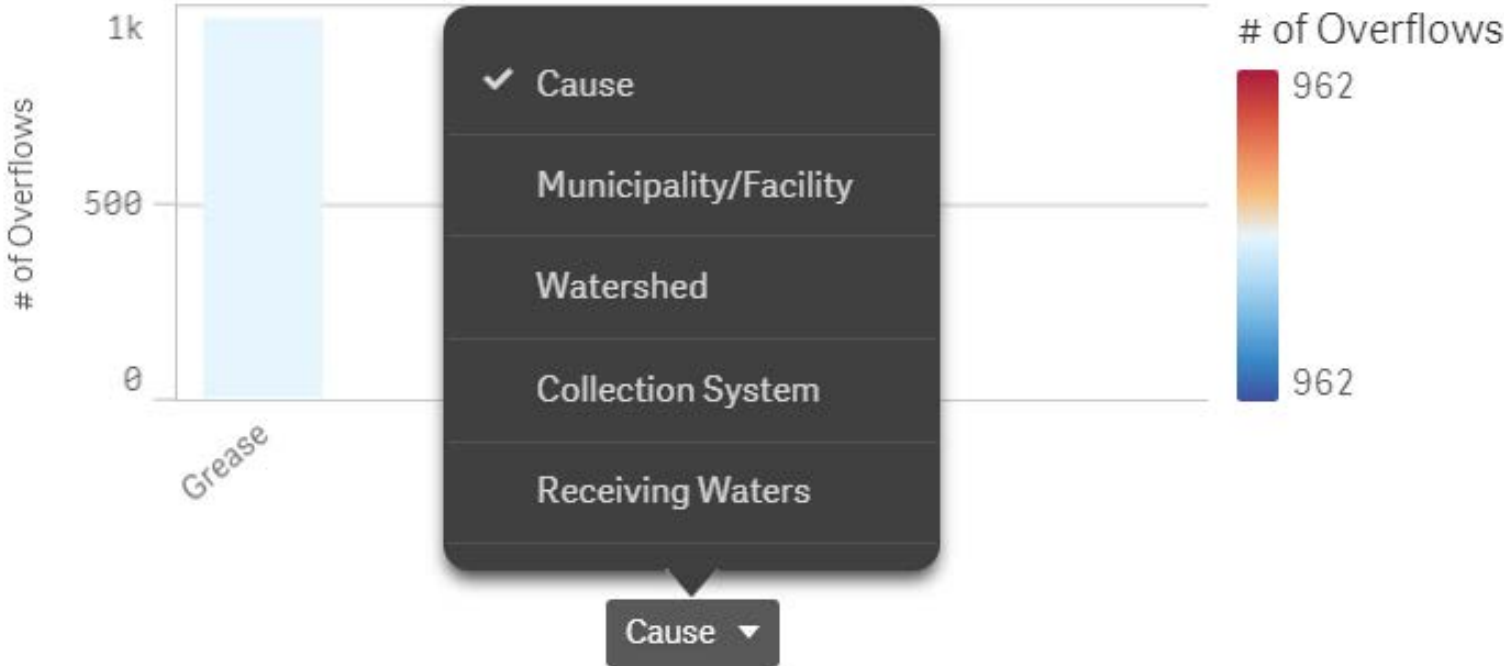 # of Overflows
1k
500
0
Grease
Cause
Municipality/Facility
Watershed
Collection System
Receiving Waters
Cause
# of Overflows
962
962